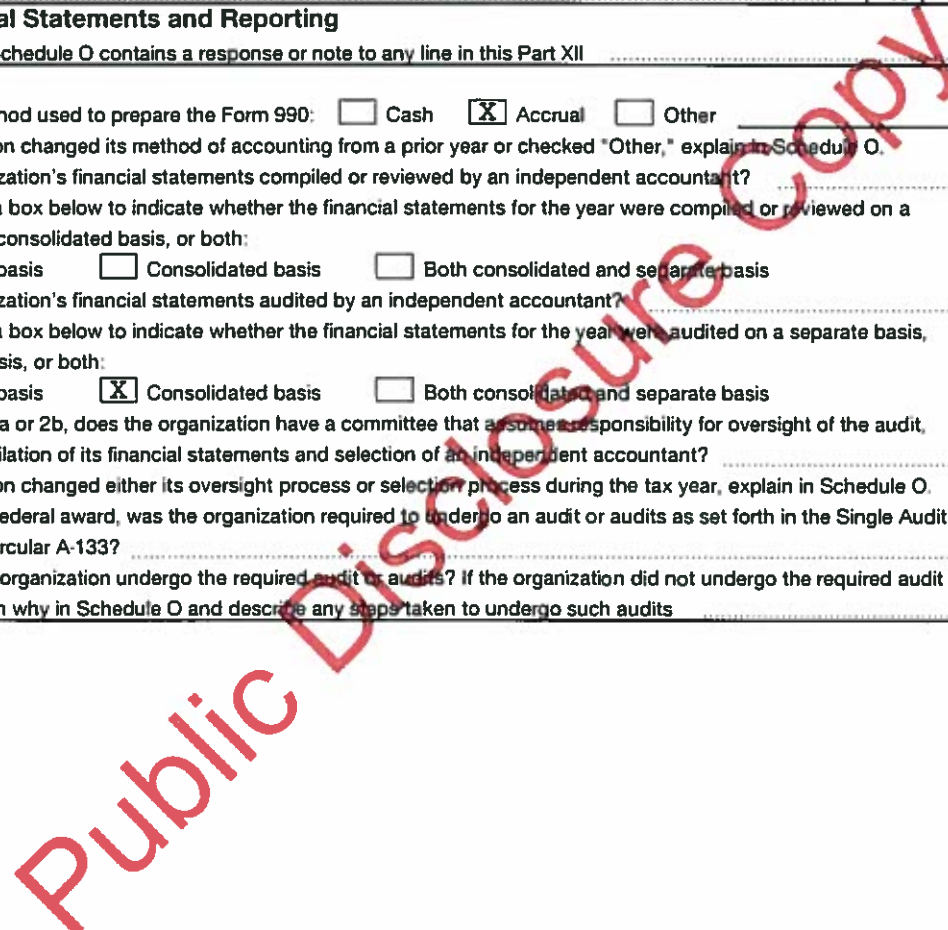 al Statements and Reporting
chedule O contains a response or note to any line in this Part XII
nod used to prepare the Form 990: Cash X Accrual Other
on changed its method of accounting from a prior year or checked "Other," explain in Schedule O.
zation's financial statements compiled or reviewed by an independent accountant?
a box below to indicate whether the financial statements for the year were compiled or reviewed on a
consolidated basis, or both:
basis Consolidated basis Both consolidated and separate basis
zation's financial statements audited by an independent accountant?
a box below to indicate whether the financial statements for the year were audited on a separate basis,
sis, or both:
basis X Consolidated basis Both consolidated and separate basis
a or 2b, does the organization have a committee that assumes responsibility for oversight of the audit,
ilation of its financial statements and selection of an independent accountant?
on changed either its oversight process or selection process during the tax year, explain in Schedule O.
ederal award, was the organization required to undergo an audit or audits as set forth in the Single Audit
rcular A-133?
organization undergo the required audit or audits? If the organization did not undergo the required audit
n why in Schedule O and describe any steps taken to undergo such audits
Public Disclosure Copy